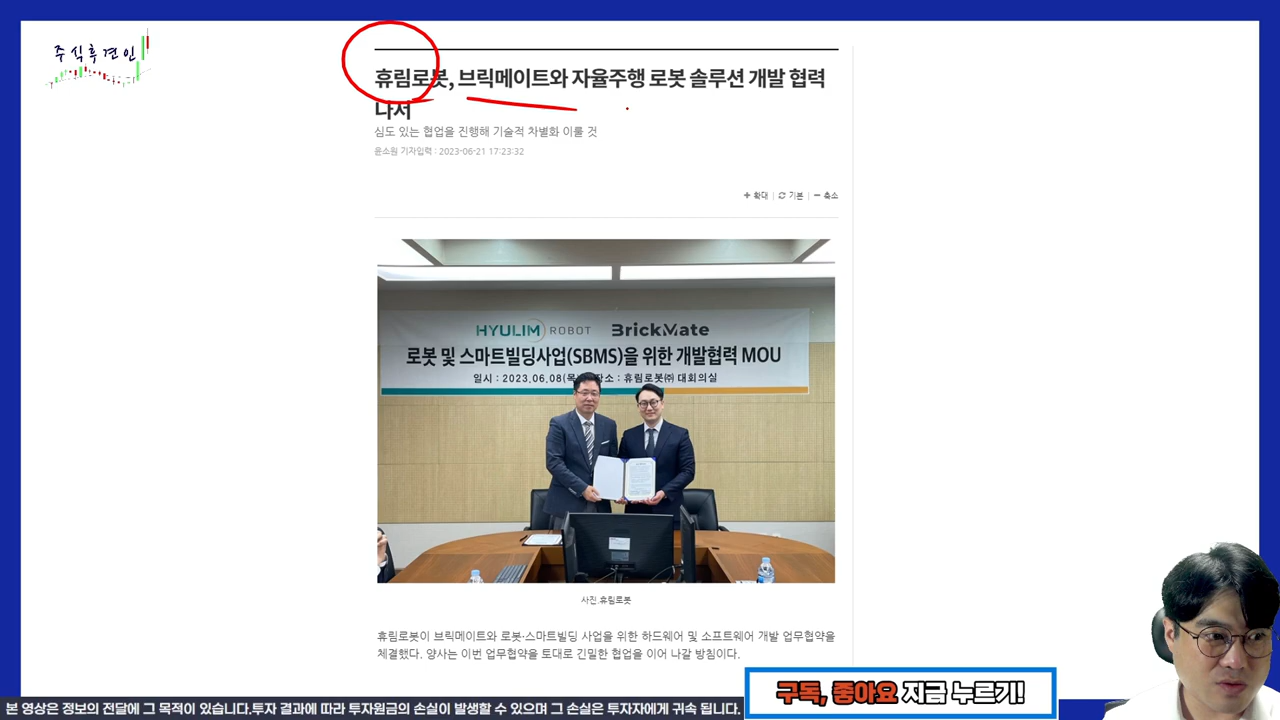 주식후견인
휴림로봇, 브릭메이트와 자율주행 로봇 솔루션 개발 협력
나서
심도 있는 협업을 진행해 기술적 차별화 이룰 것
윤소원 기자입력 : 2023-06-21 17:23:32
+ 확대 | 기본 | - 축소
HYULIM ROBOT BrickMate
로봇 및 스마트빌딩사업(SBMS)을 위한 개발협력 MOU
일시 : 2023.06.08(목) 장소 : 휴림로봇㈜ 대회의실
사진.휴림로봇
휴림로봇이 브릭메이트와 로봇·스마트빌딩 사업을 위한 하드웨어 및 소프트웨어 개발 업무협약을
체결했다. 양사는 이번 업무협약을 토대로 긴밀한 협업을 이어 나갈 방침이다.
구독, 좋아요 지금 누르기!
본 영상은 정보의 전달에 그 목적이 있습니다.투자 결과에 따라 투자원금의 손실이 발생할 수 있으며 그 손실은 투자자에게 귀속 됩니다.